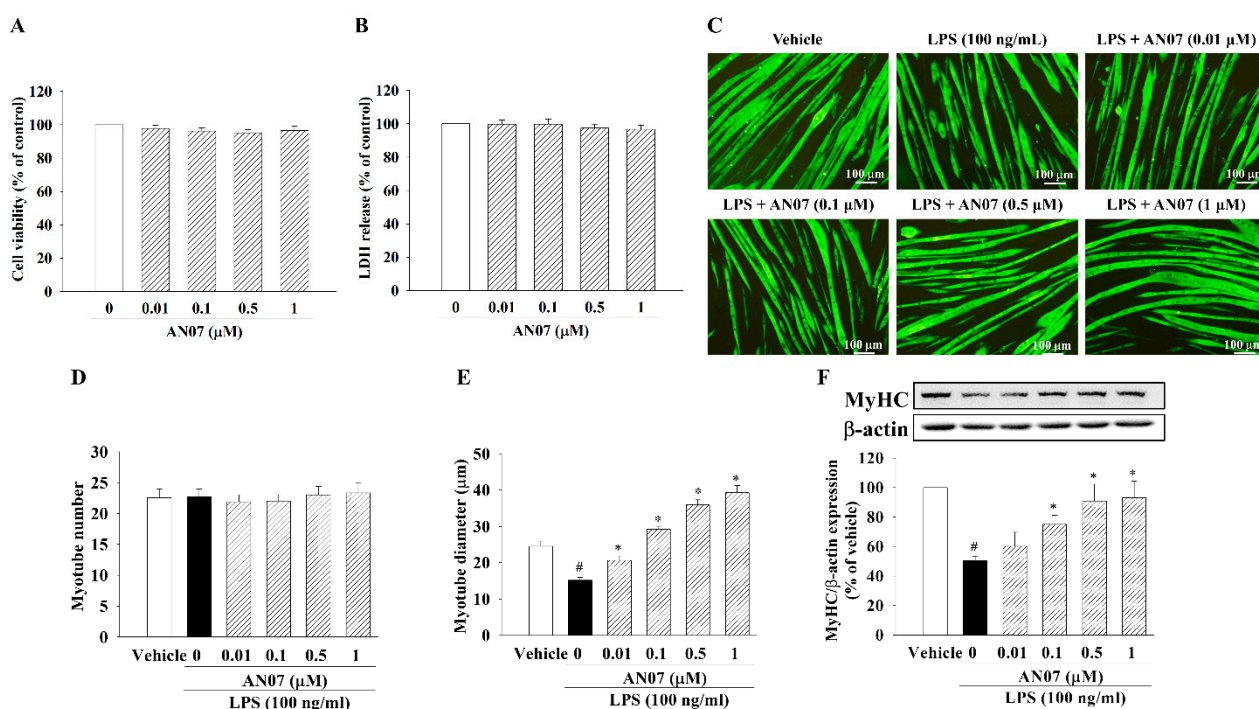 A
120
100
80
60
40
20
0
Cell viability (% of control)
0 0.01 0.1 0.5 1
AN07 (μM)
B
120
100
80
60
40
20
0
LDH release (% of control)
0 0.01 0.1 0.5 1
AN07 (μM)
C
Vehicle LPS (100 ng/mL) LPS + AN07 (0.01 μM)
100 μm 100 μm 100 μm
LPS + AN07 (0.1 μM) LPS + AN07 (0.5 μM) LPS + AN07 (1 μM)
100 μm 100 μm 100 μm
D
30
25
20
15
10
5
0
Myotube number
Vehicle 0 0.01 0.1 0.5 1
AN07 (μM)
LPS (100 ng/ml)
E
50
40
30
20
10
0
Myotube diameter (μm)
# * * * *
Vehicle 0 0.01 0.1 0.5 1
AN07 (μM)
LPS (100 ng/ml)
F
MyHC
β-actin
120
100
80
60
40
20
0
MyHC/β-actin expression
(% of vehicle)
# * * *
Vehicle 0 0.01 0.1 0.5 1
AN07 (μM)
LPS (100 ng/ml)